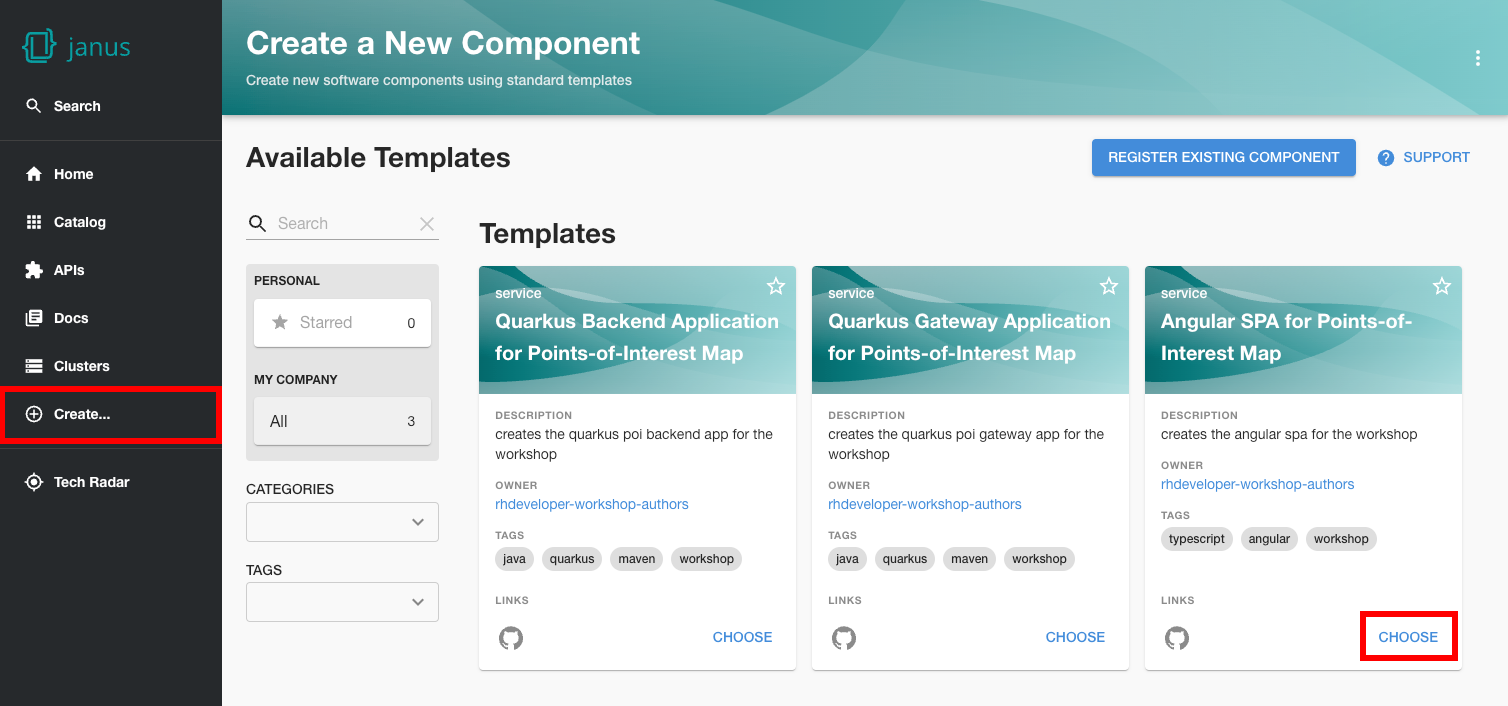 janus
Search
Home
Catalog
APIs
Docs
Clusters
Create...
Tech Radar
Create a New Component
Create new software components using standard templates
Available Templates
REGISTER EXISTING COMPONENT
? SUPPORT
Search
PERSONAL
Starred 0
MY COMPANY
All 3
CATEGORIES
TAGS
Templates
service
Quarkus Backend Application
for Points-of-Interest Map
DESCRIPTION
creates the quarkus poi backend app for the
workshop
OWNER
rhdeveloper-workshop-authors
TAGS
java quarkus maven workshop
LINKS
CHOOSE
service
Quarkus Gateway Application
for Points-of-Interest Map
DESCRIPTION
creates the quarkus poi gateway app for the
workshop
OWNER
rhdeveloper-workshop-authors
TAGS
java quarkus maven workshop
LINKS
CHOOSE
service
Angular SPA for Points-of-
Interest Map
DESCRIPTION
creates the angular spa for the workshop
OWNER
rhdeveloper-workshop-authors
TAGS
typescript angular workshop
LINKS
CHOOSE